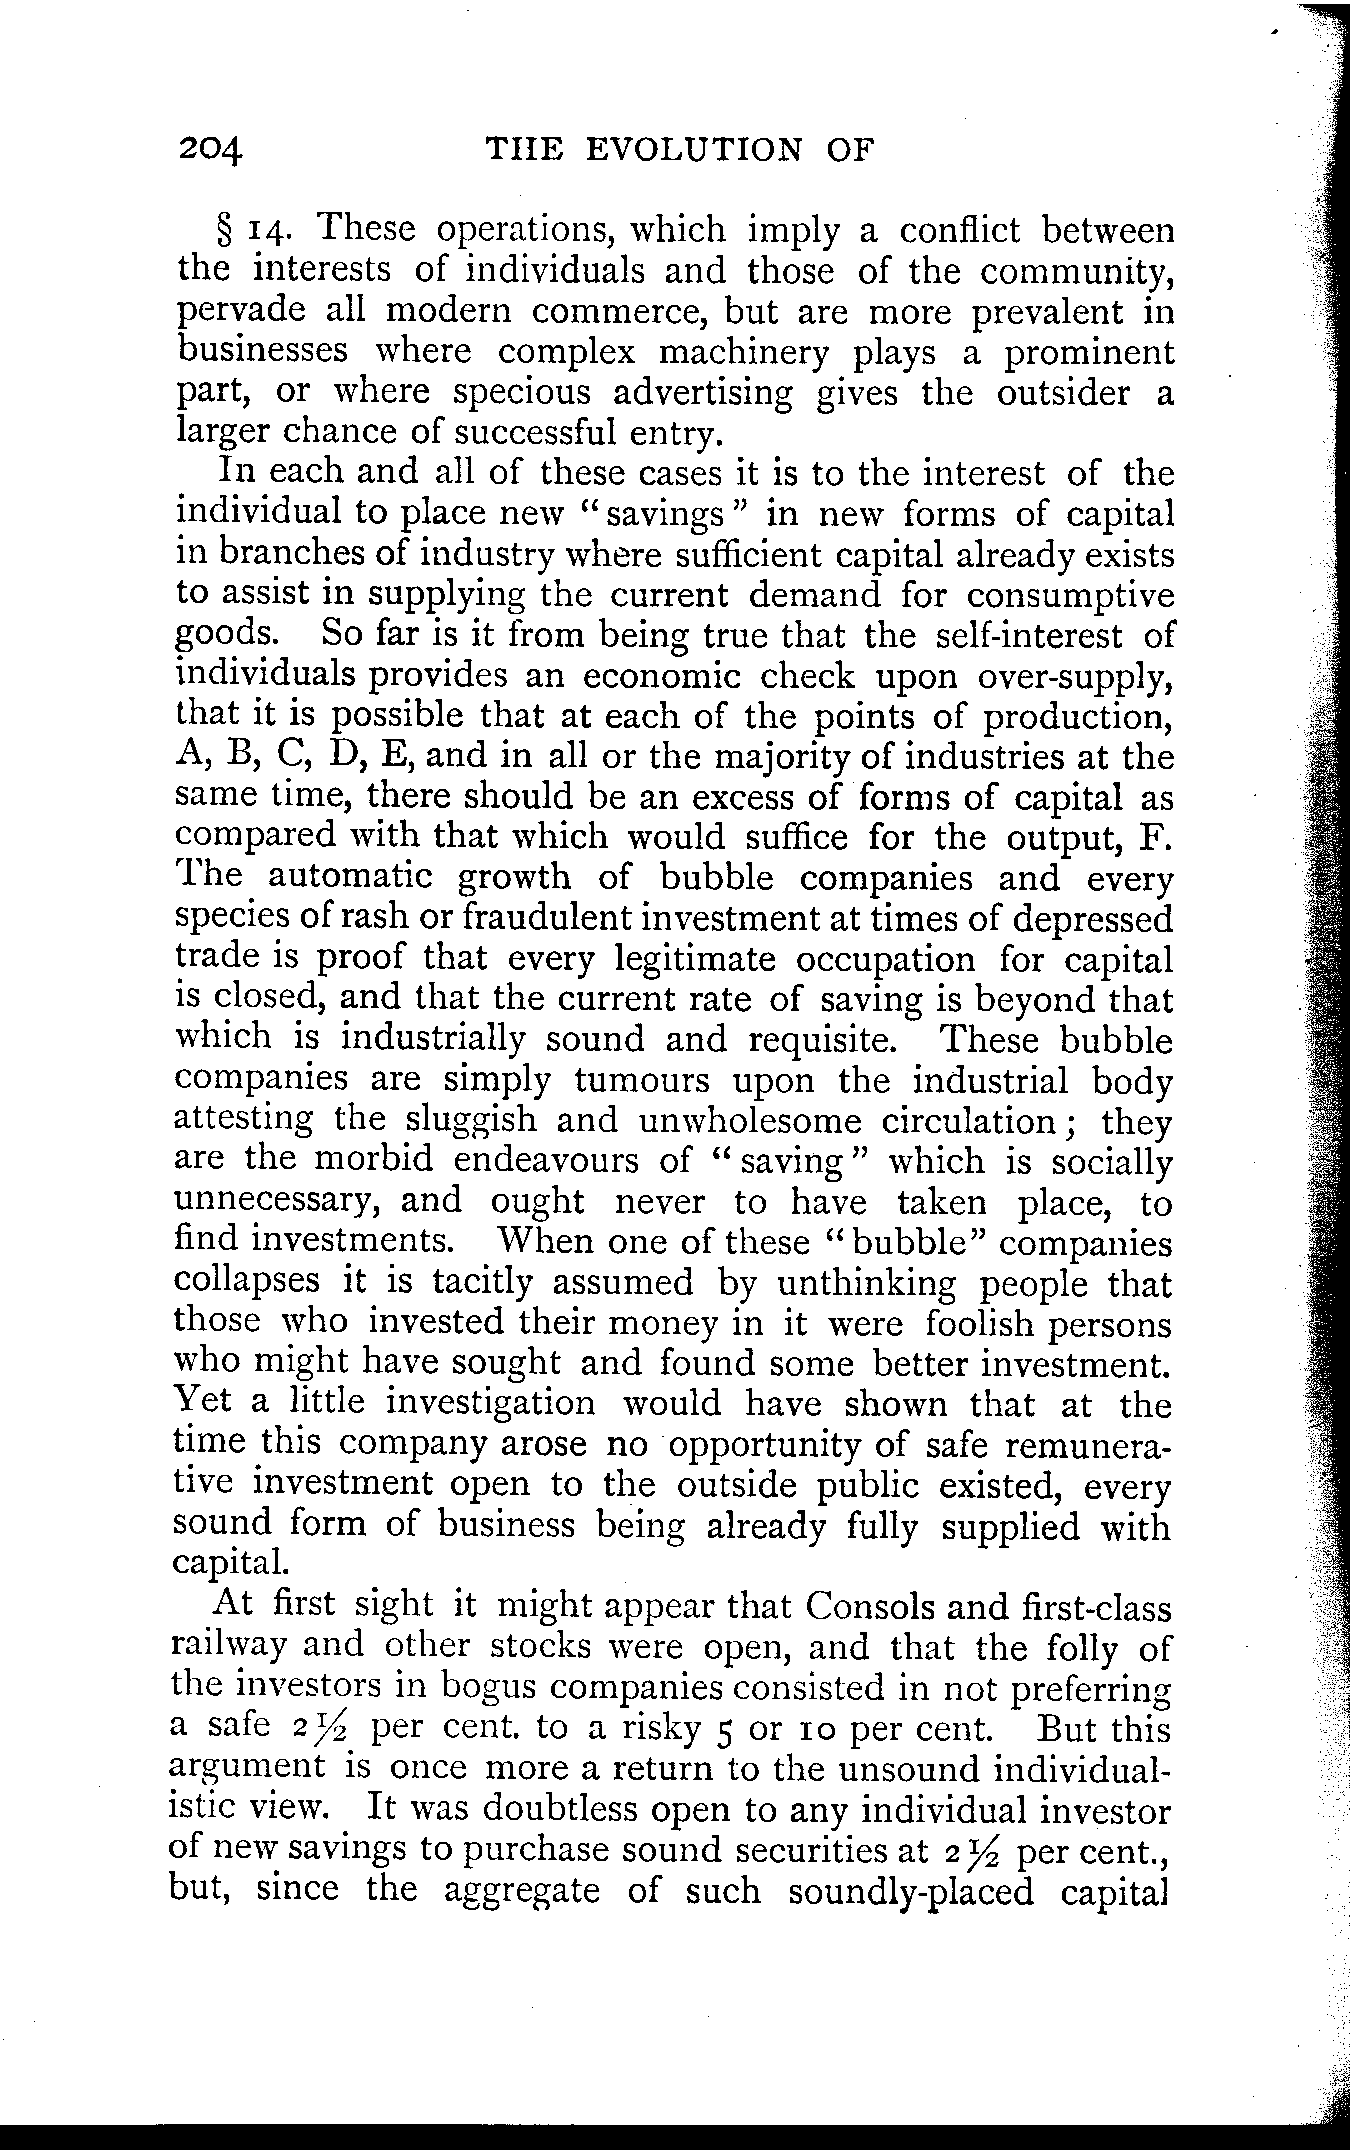 204 THE EVOLUTION OF
§ 14. These operations, which imply a conflict between
the interests of individuals and those of the community,
pervade all modern commerce, but are more prevalent in
businesses where complex machinery plays a prominent
part, or where specious advertising gives the outsider a
larger chance of successful entry.
In each and all of these cases it is to the interest of the
individual to place new “savings” in new forms of capital
in branches of industry where sufficient capital already exists
to assist in supplying the current demand for consumptive
goods. So far is it from being true that the self-interest of
individuals provides an economic check upon over-supply,
that it is possible that at each of the points of production,
A, B, C, D, E, and in all or the majority of industries at the
same time, there should be an excess of forms of capital as
compared with that which would suffice for the output, F.
The automatic growth of bubble companies and every
species of rash or fraudulent investment at times of depressed
trade is proof that every legitimate occupation for capital
is closed, and that the current rate of saving is beyond that
which is industrially sound and requisite. These bubble
companies are simply tumours upon the industrial body
attesting the sluggish and unwholesome circulation; they
are the morbid endeavours of “saving” which is socially
unnecessary, and ought never to have taken place, to
find investments. When one of these “bubble” companies
collapses it is tacitly assumed by unthinking people that
those who invested their money in it were foolish persons
who might have sought and found some better investment.
Yet a little investigation would have shown that at the
time this company arose no opportunity of safe remunera-
tive investment open to the outside public existed, every
sound form of business being already fully supplied with
capital.
At first sight it might appear that Consols and first-class
railway and other stocks were open, and that the folly of
the investors in bogus companies consisted in not preferring
a safe 2½ per cent. to a risky 5 or 10 per cent. But this
argument is once more a return to the unsound individual-
istic view. It was doubtless open to any individual investor
of new savings to purchase sound securities at 2½ per cent.,
but, since the aggregate of such soundly-placed capital